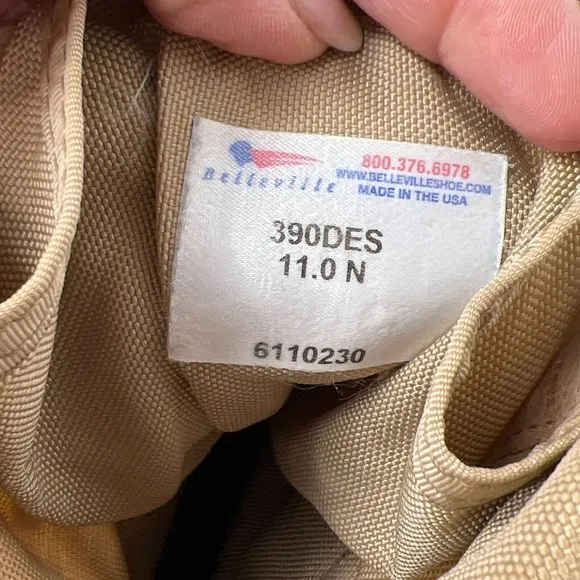 Belleville
800.376.6978
WWW.BELLEVILLESHOE.COM
MADE IN THE USA
390DES
11.0 N
6110230